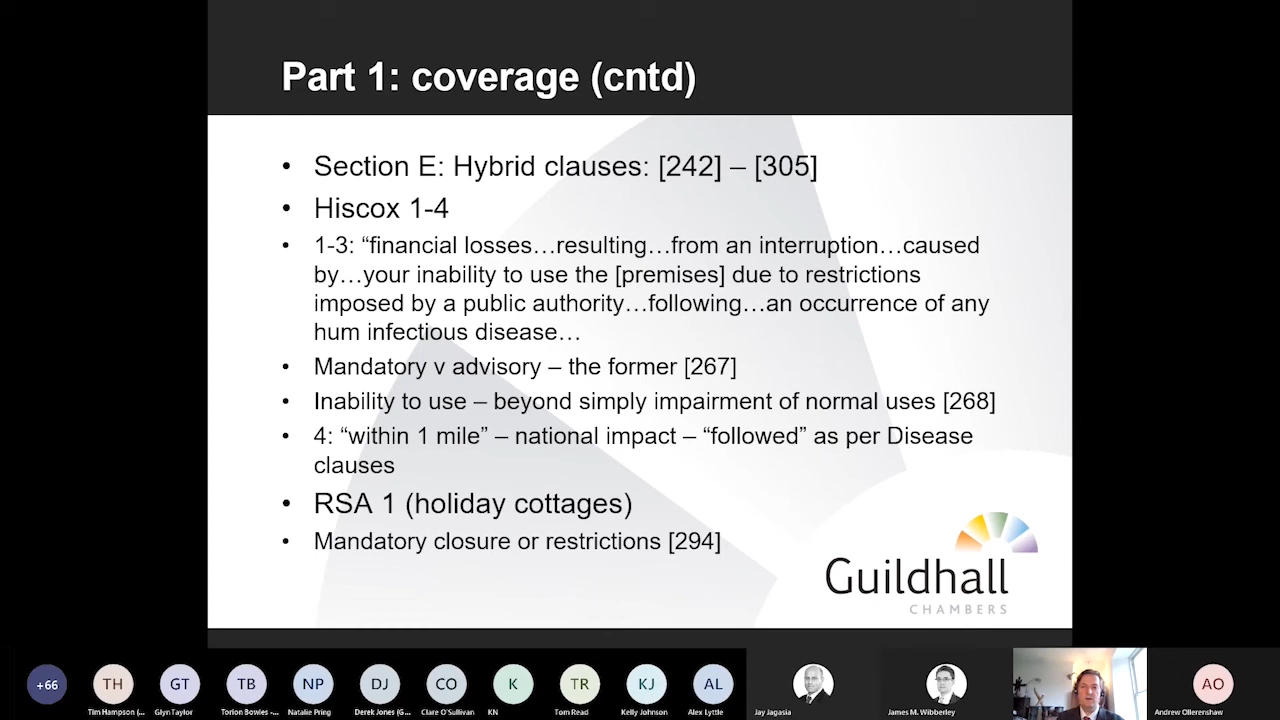 Part 1: coverage (cntd)
• Section E: Hybrid clauses: [242] – [305]
• Hiscox 1-4
• 1-3: “financial losses…resulting…from an interruption…caused
by…your inability to use the [premises] due to restrictions
imposed by a public authority…following…an occurrence of any
hum infectious disease…
• Mandatory v advisory – the former [267]
• Inability to use – beyond simply impairment of normal uses [268]
• 4: “within 1 mile” – national impact – “followed” as per Disease
clauses
• RSA 1 (holiday cottages)
• Mandatory closure or restrictions [294]
Guildhall
CHAMBERS
+66 TH GT TB NP DJ CO K TR KJ AL AO
Tim Hampson (... Glyn Taylor Torion Bowles -... Natalie Pring Derek Jones (G... Clare O'Sullivan KN Tom Read Kelly Johnson Alex Lyttle Jay Jagasia James M. Wibberley Andrew Ollerenshaw